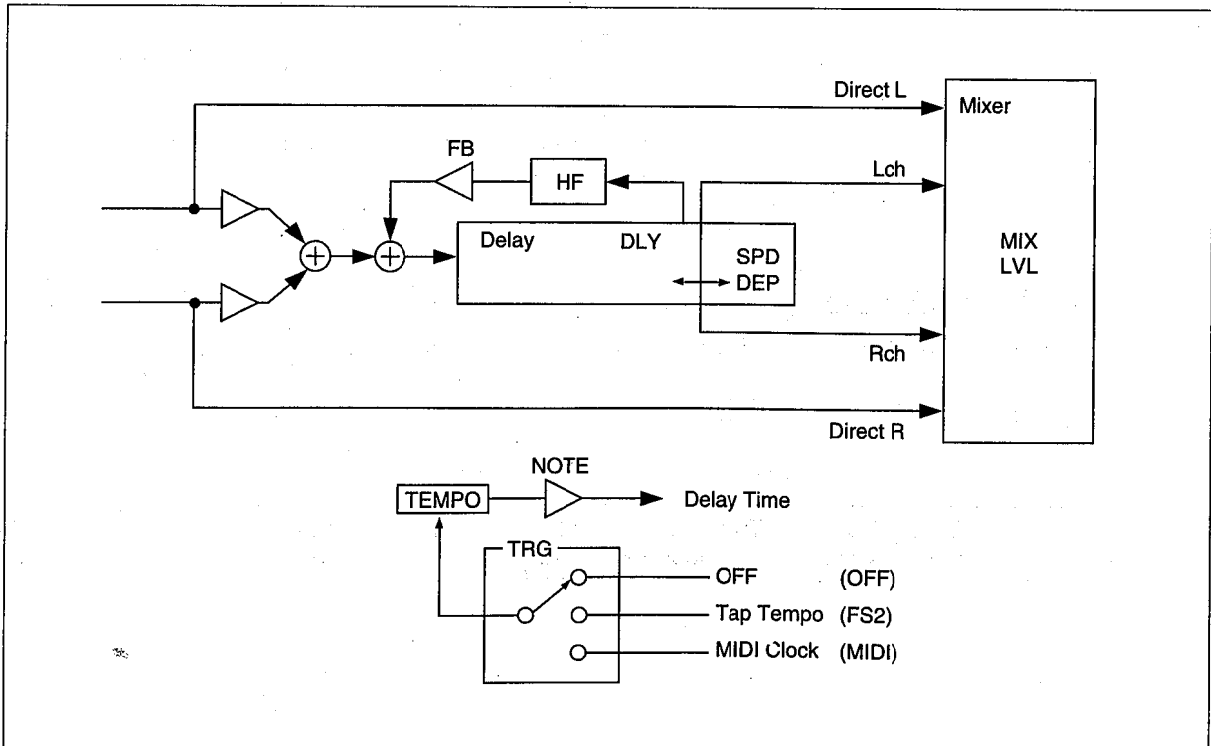 Direct L
Mixer
FB
HF
Lch
Delay
DLY
SPD
DEP
MIX
LVL
Rch
Direct R
NOTE
TEMPO
Delay Time
TRG
OFF (OFF)
Tap Tempo (FS2)
MIDI Clock (MIDI)